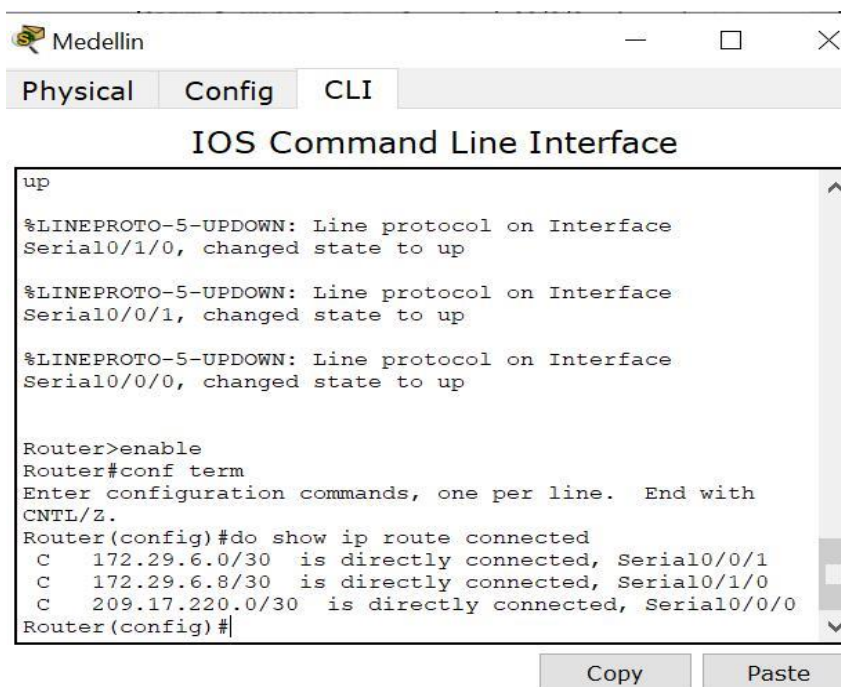 Medellin
Physical Config CLI
IOS Command Line Interface
up
%LINEPROTO-5-UPDOWN: Line protocol on Interface
Serial0/1/0, changed state to up
%LINEPROTO-5-UPDOWN: Line protocol on Interface
Serial0/0/1, changed state to up
%LINEPROTO-5-UPDOWN: Line protocol on Interface
Serial0/0/0, changed state to up
Router>enable
Router#conf term
Enter configuration commands, one per line.  End with
CNTL/Z.
Router(config)#do show ip route connected
 C   172.29.6.0/30  is directly connected, Serial0/0/1
 C   172.29.6.8/30  is directly connected, Serial0/1/0
 C   209.17.220.0/30  is directly connected, Serial0/0/0
Router(config)#
Copy Paste